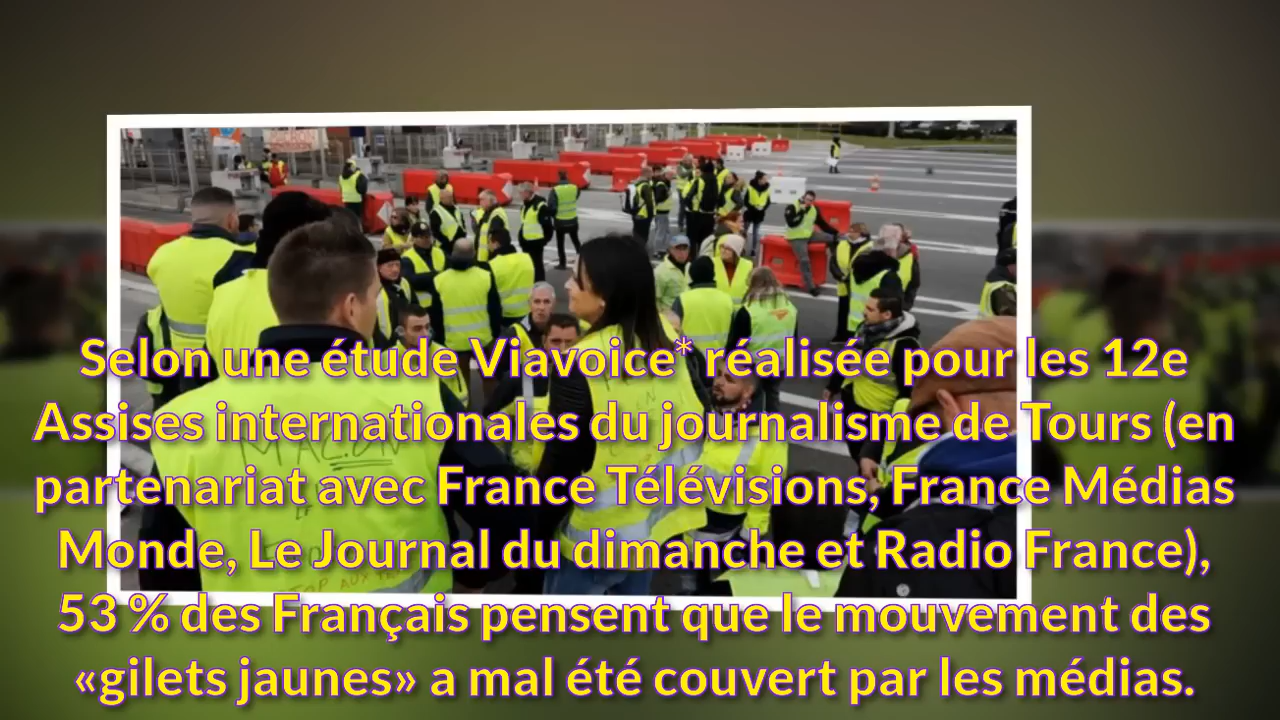 Selon une étude Viavoice* réalisée pour les 12e
Assises internationales du journalisme de Tours (en
partenariat avec France Télévisions, France Médias
Monde, Le Journal du dimanche et Radio France),
53 % des Français pensent que le mouvement des
«gilets jaunes» a mal été couvert par les médias.